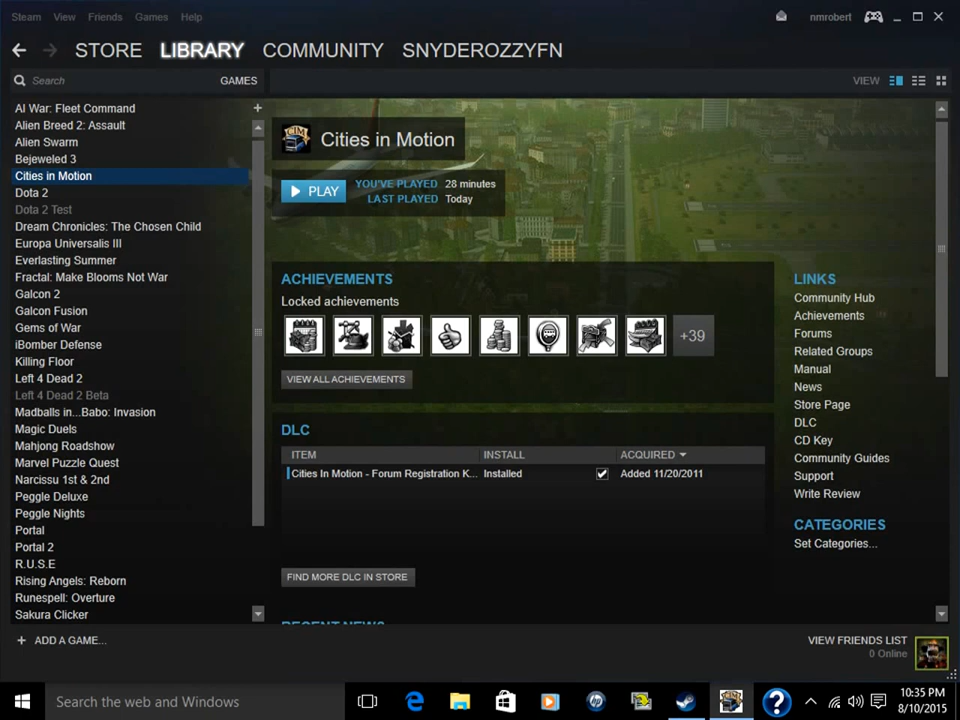 Steam View Friends Games Help
nmrobert
STORE LIBRARY COMMUNITY SNYDEROZZYFN
Search GAMES VIEW
AI War: Fleet Command
Alien Breed 2: Assault
Alien Swarm
Bejeweled 3
Cities in Motion
Dota 2
Dota 2 Test
Dream Chronicles: The Chosen Child
Europa Universalis III
Everlasting Summer
Fractal: Make Blooms Not War
Galcon 2
Galcon Fusion
Gems of War
iBomber Defense
Killing Floor
Left 4 Dead 2
Left 4 Dead 2 Beta
Madballs in...Babo: Invasion
Magic Duels
Mahjong Roadshow
Marvel Puzzle Quest
Narcissu 1st & 2nd
Peggle Deluxe
Peggle Nights
Portal
Portal 2
R.U.S.E
Rising Angels: Reborn
Runespell: Overture
Sakura Clicker
+ ADD A GAME...
CIM
Cities in Motion
PLAY
YOU'VE PLAYED 28 minutes
LAST PLAYED Today
ACHIEVEMENTS
Locked achievements
+39
VIEW ALL ACHIEVEMENTS
DLC
ITEM INSTALL ACQUIRED
Cities In Motion - Forum Registration K... Installed Added 11/20/2011
FIND MORE DLC IN STORE
RECENT NEWS
LINKS
Community Hub
Achievements
Forums
Related Groups
Manual
News
Store Page
DLC
CD Key
Community Guides
Support
Write Review
CATEGORIES
Set Categories...
VIEW FRIENDS LIST
0 Online
Search the web and Windows
10:35 PM
8/10/2015